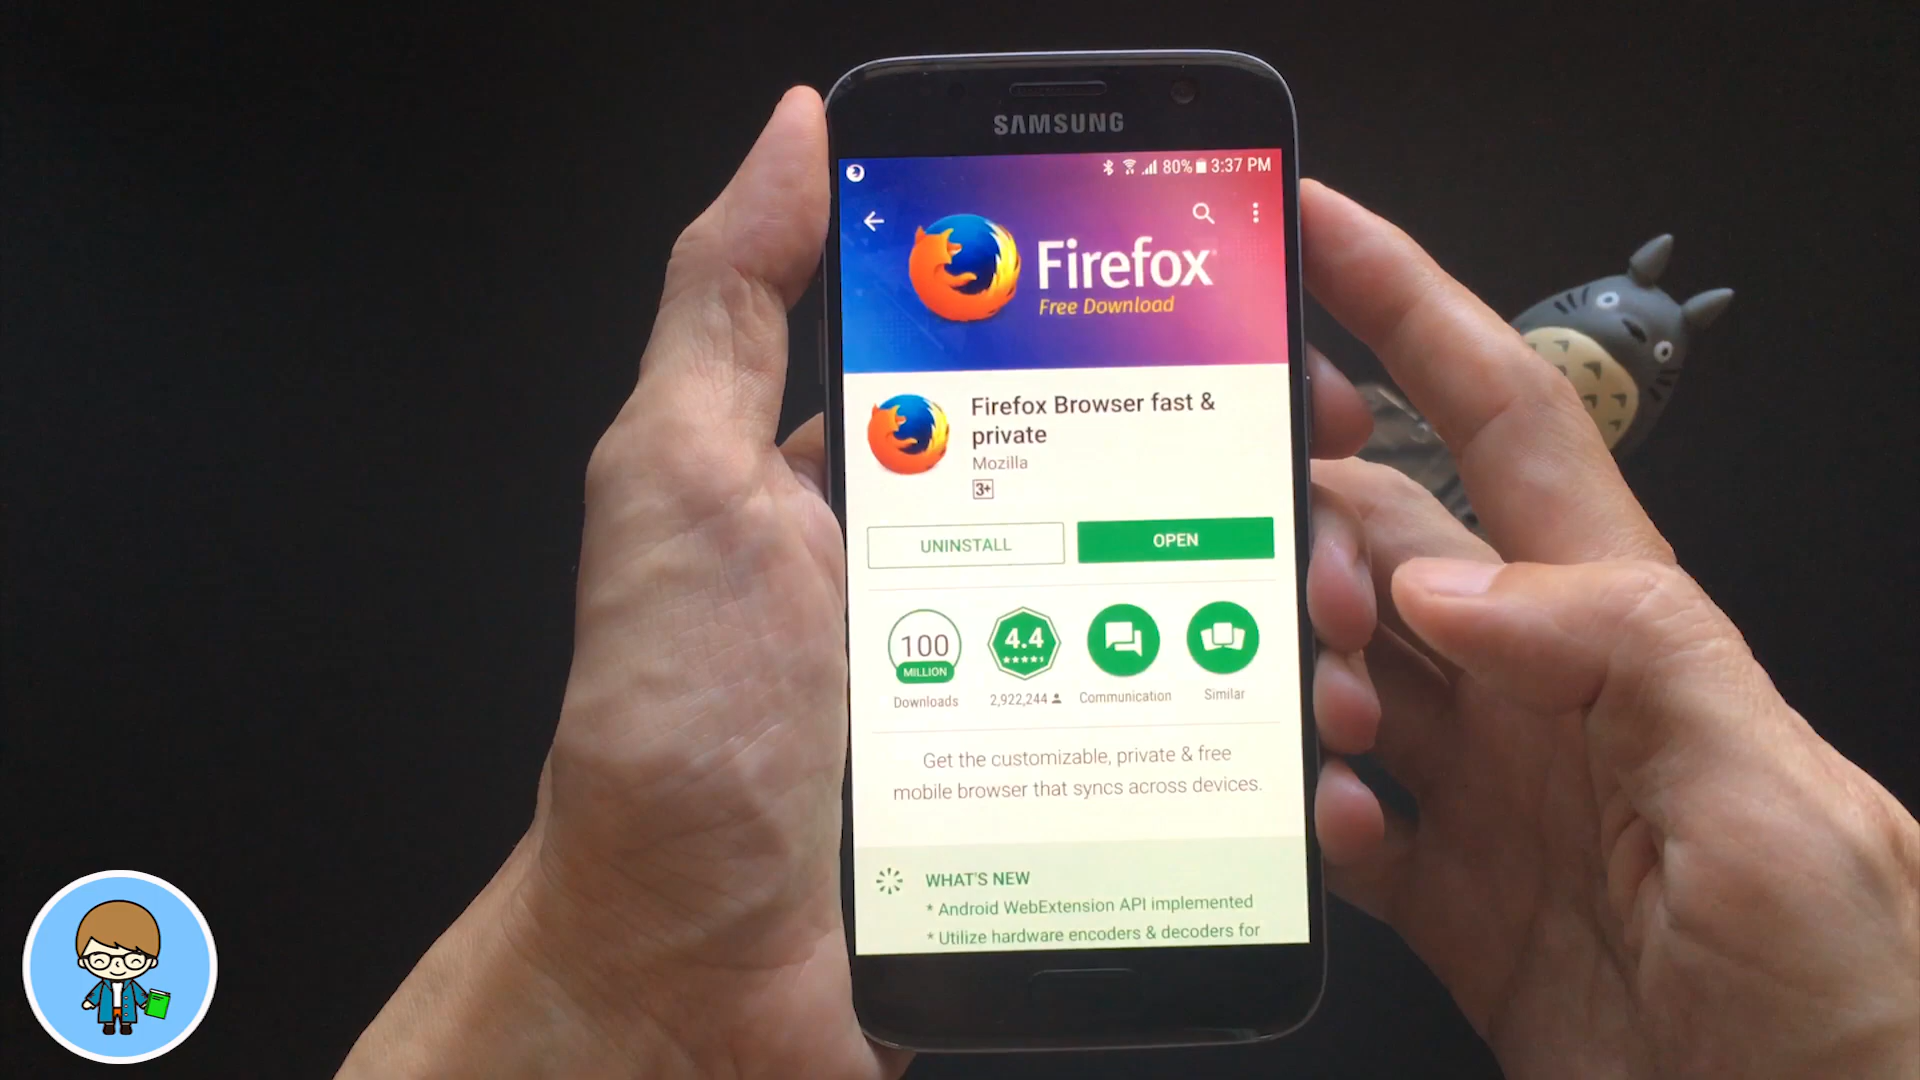 SAMSUNG
80% 3:37 PM
Firefox
Free Download
Firefox Browser fast &
private
Mozilla
3+
UNINSTALL
OPEN
100
MILLION
Downloads
4.4
2,922,244
Communication
Similar
Get the customizable, private & free
mobile browser that syncs across devices.
WHAT'S NEW
* Android WebExtension API implemented
* Utilize hardware encoders & decoders for